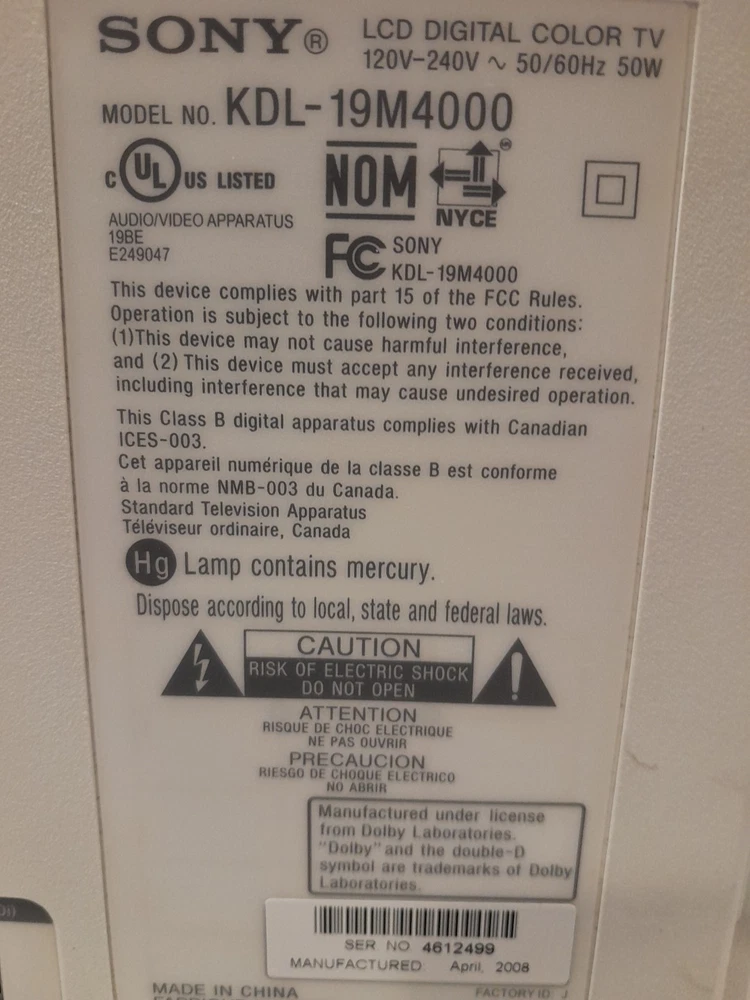 SONY® LCD DIGITAL COLOR TV
120V-240V ~ 50/60Hz 50W
MODEL NO. KDL-19M4000
C UL US LISTED
NOM
NYCE
AUDIO/VIDEO APPARATUS
19BE
E249047
FC SONY
KDL-19M4000
This device complies with part 15 of the FCC Rules.
Operation is subject to the following two conditions:
(1)This device may not cause harmful interference,
and (2) This device must accept any interference received,
including interference that may cause undesired operation.
This Class B digital apparatus complies with Canadian
ICES-003.
Cet appareil numérique de la classe B est conforme
à la norme NMB-003 du Canada.
Standard Television Apparatus
Téléviseur ordinaire, Canada
Hg Lamp contains mercury.
Dispose according to local, state and federal laws.
CAUTION
RISK OF ELECTRIC SHOCK
DO NOT OPEN
ATTENTION
RISQUE DE CHOC ELECTRIQUE
NE PAS OUVRIR
PRECAUCION
RIESGO DE CHOQUE ELECTRICO
NO ABRIR
Manufactured under license
from Dolby Laboratories.
"Dolby" and the double-D
symbol are trademarks of Dolby
Laboratories.
SER NO 4612499
MANUFACTURED: April, 2008
MADE IN CHINA
FACTORY ID: J